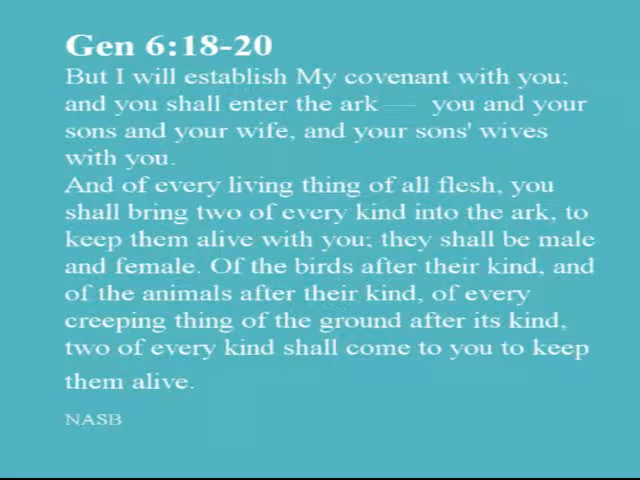 Gen 6:18-20
But I will establish My covenant with you;
and you shall enter the ark — you and your
sons and your wife, and your sons' wives
with you.
And of every living thing of all flesh, you
shall bring two of every kind into the ark, to
keep them alive with you; they shall be male
and female. Of the birds after their kind, and
of the animals after their kind, of every
creeping thing of the ground after its kind,
two of every kind shall come to you to keep
them alive.
NASB